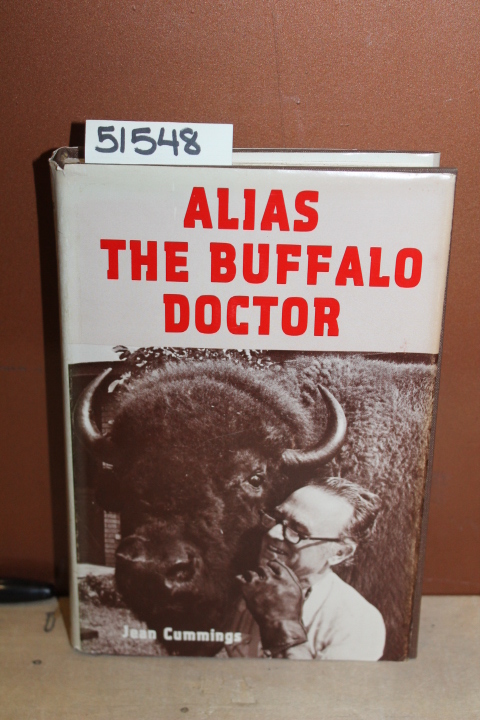 51548
ALIAS
THE BUFFALO
DOCTOR
Jean Cummings